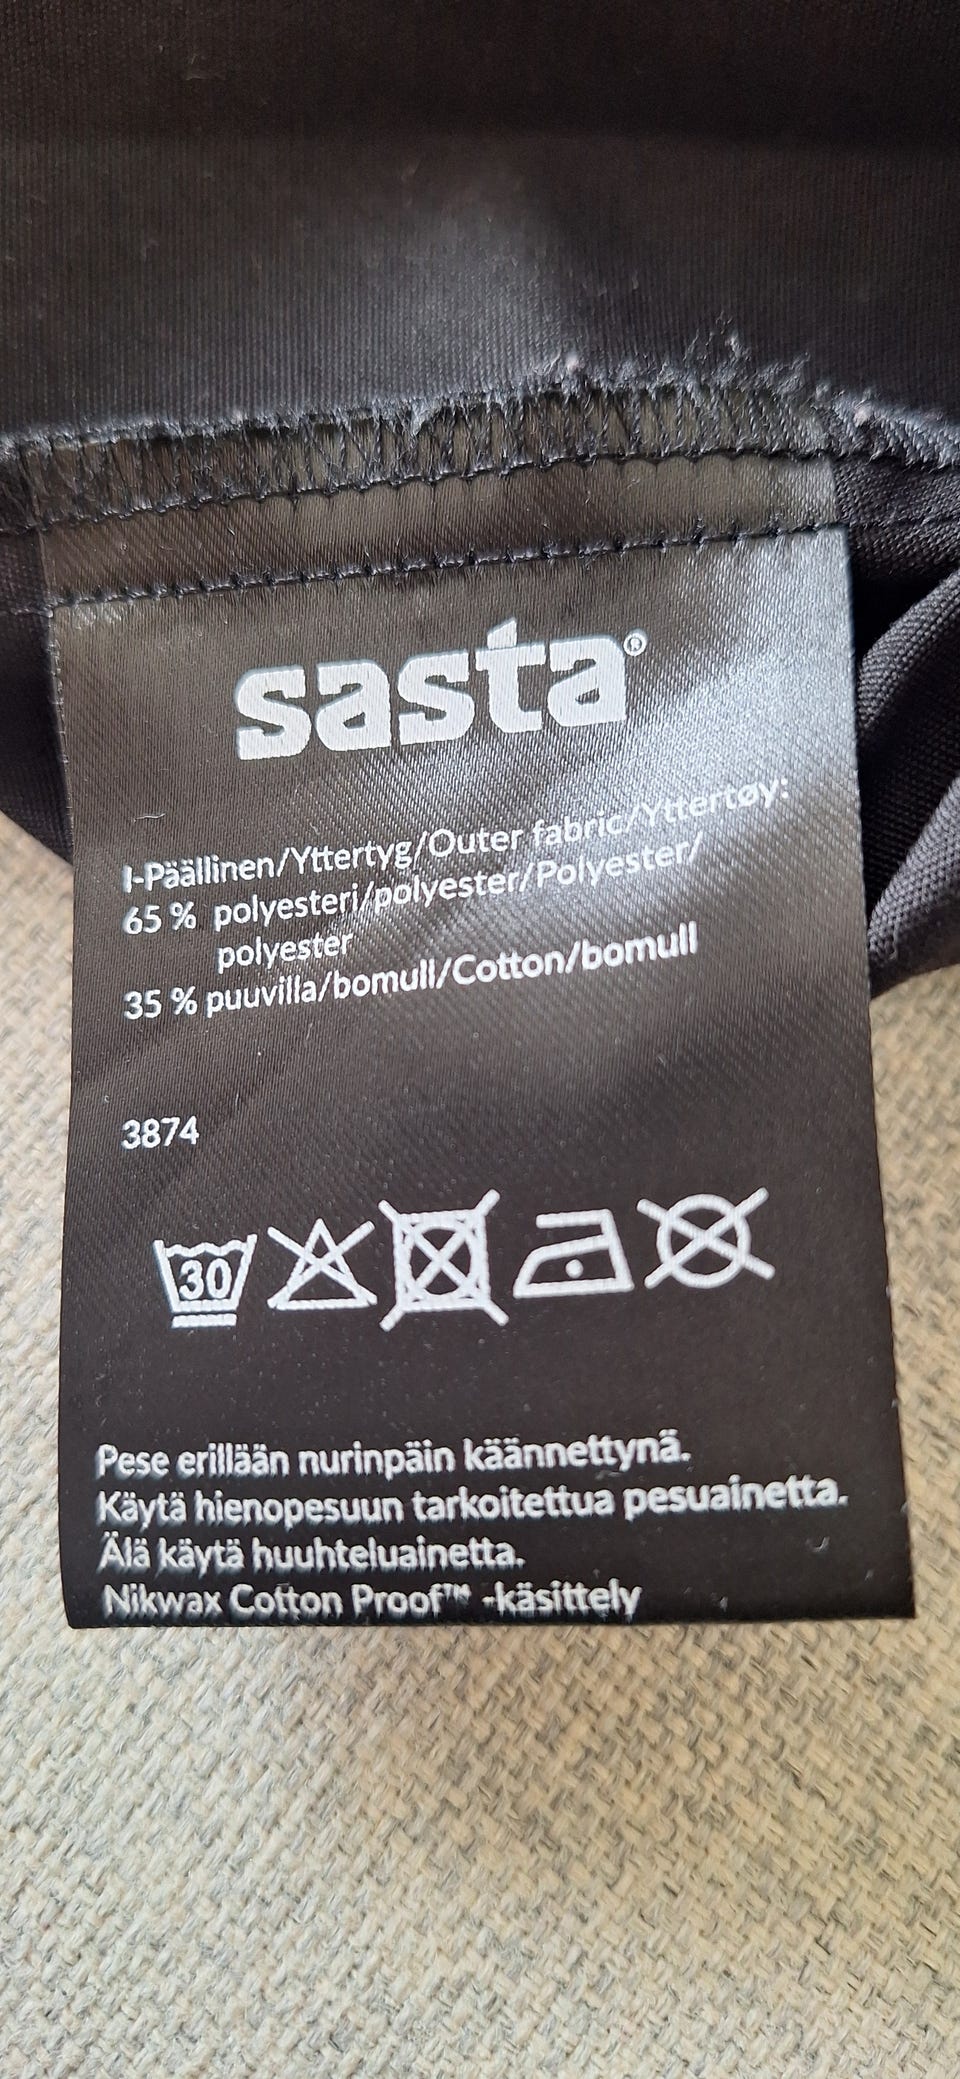 sasta®
I-Päällinen/Yttertyg/Outer fabric/Yttertøy:
65 % polyesteri/polyester/Polyester/
polyester
35 % puuvilla/bomull/Cotton/bomull
3874
30
Pese erillään nurinpäin käännettynä.
Käytä hienopesuun tarkoitettua pesuainetta.
Älä käytä huuhteluainetta.
Nikwax Cotton Proof™ -käsittely